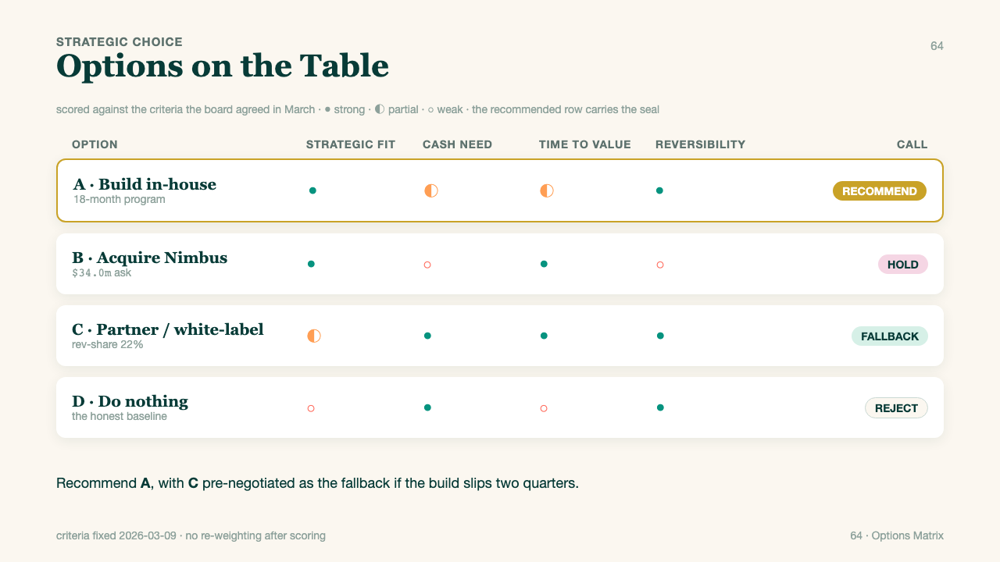 STRATEGIC CHOICE
64
Options on the Table
scored against the criteria the board agreed in March · ● strong · ◐ partial · ○ weak · the recommended row carries the seal
OPTION STRATEGIC FIT CASH NEED TIME TO VALUE REVERSIBILITY CALL
A · Build in-house
18-month program
● ◐ ◐ ● RECOMMEND
B · Acquire Nimbus
$34.0m ask
● ○ ● ○ HOLD
C · Partner / white-label
rev-share 22%
◐ ● ● ● FALLBACK
D · Do nothing
the honest baseline
○ ● ○ ● REJECT
Recommend A, with C pre-negotiated as the fallback if the build slips two quarters.
criteria fixed 2026-03-09 · no re-weighting after scoring
64 · Options Matrix